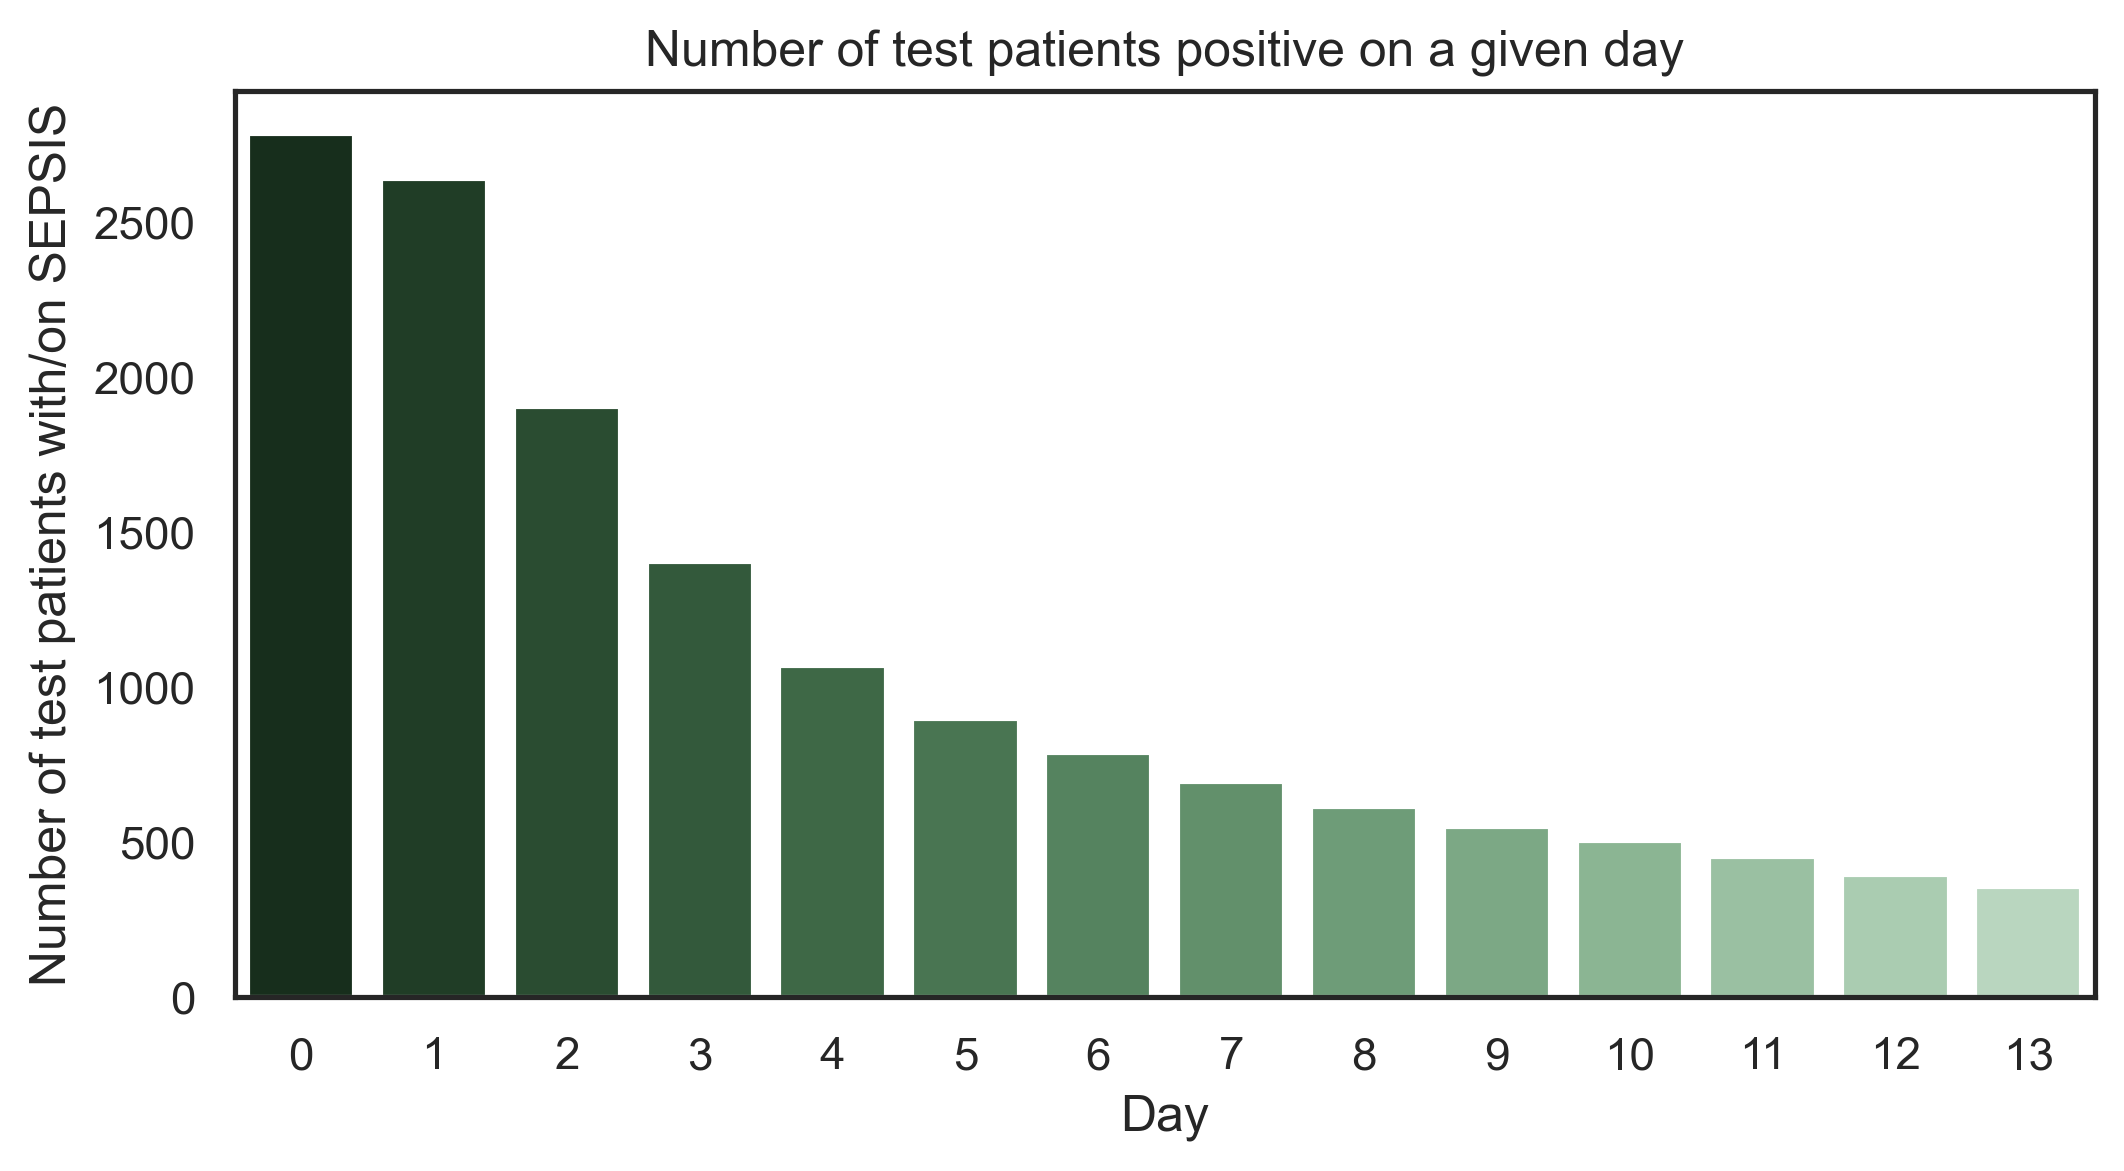 Number of test patients positive on a given day
Number of test patients with/on SEPSIS
2500
2000
1500
1000
500
0
0 1 2 3 4 5 6 7 8 9 10 11 12 13
Day